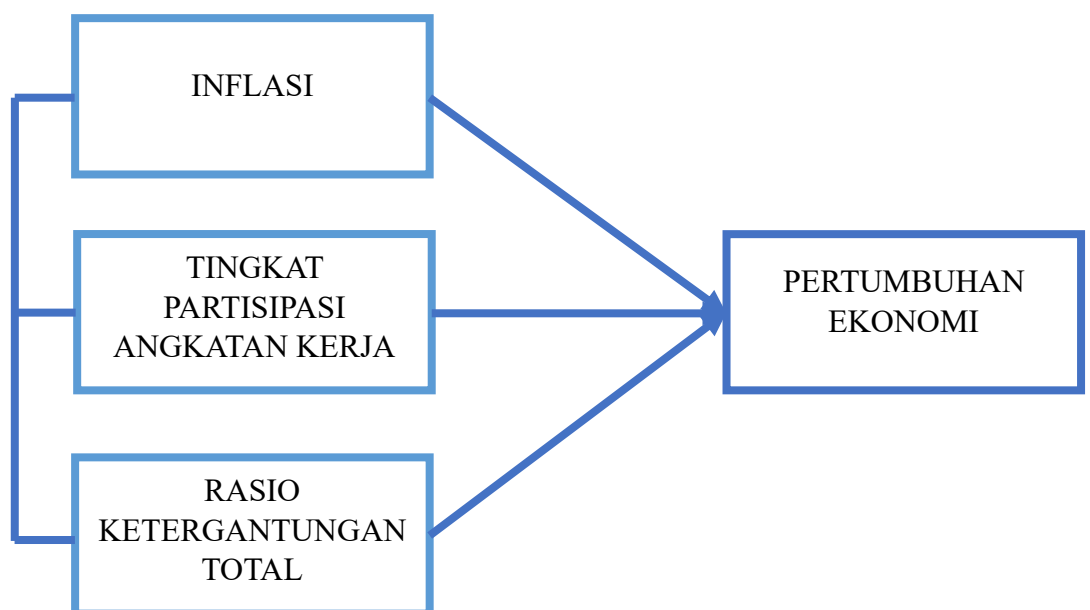 INFLASI
TINGKAT
PARTISIPASI
ANGKATAN KERJA
RASIO
KETERGANTUNGAN
TOTAL
PERTUMBUHAN
EKONOMI